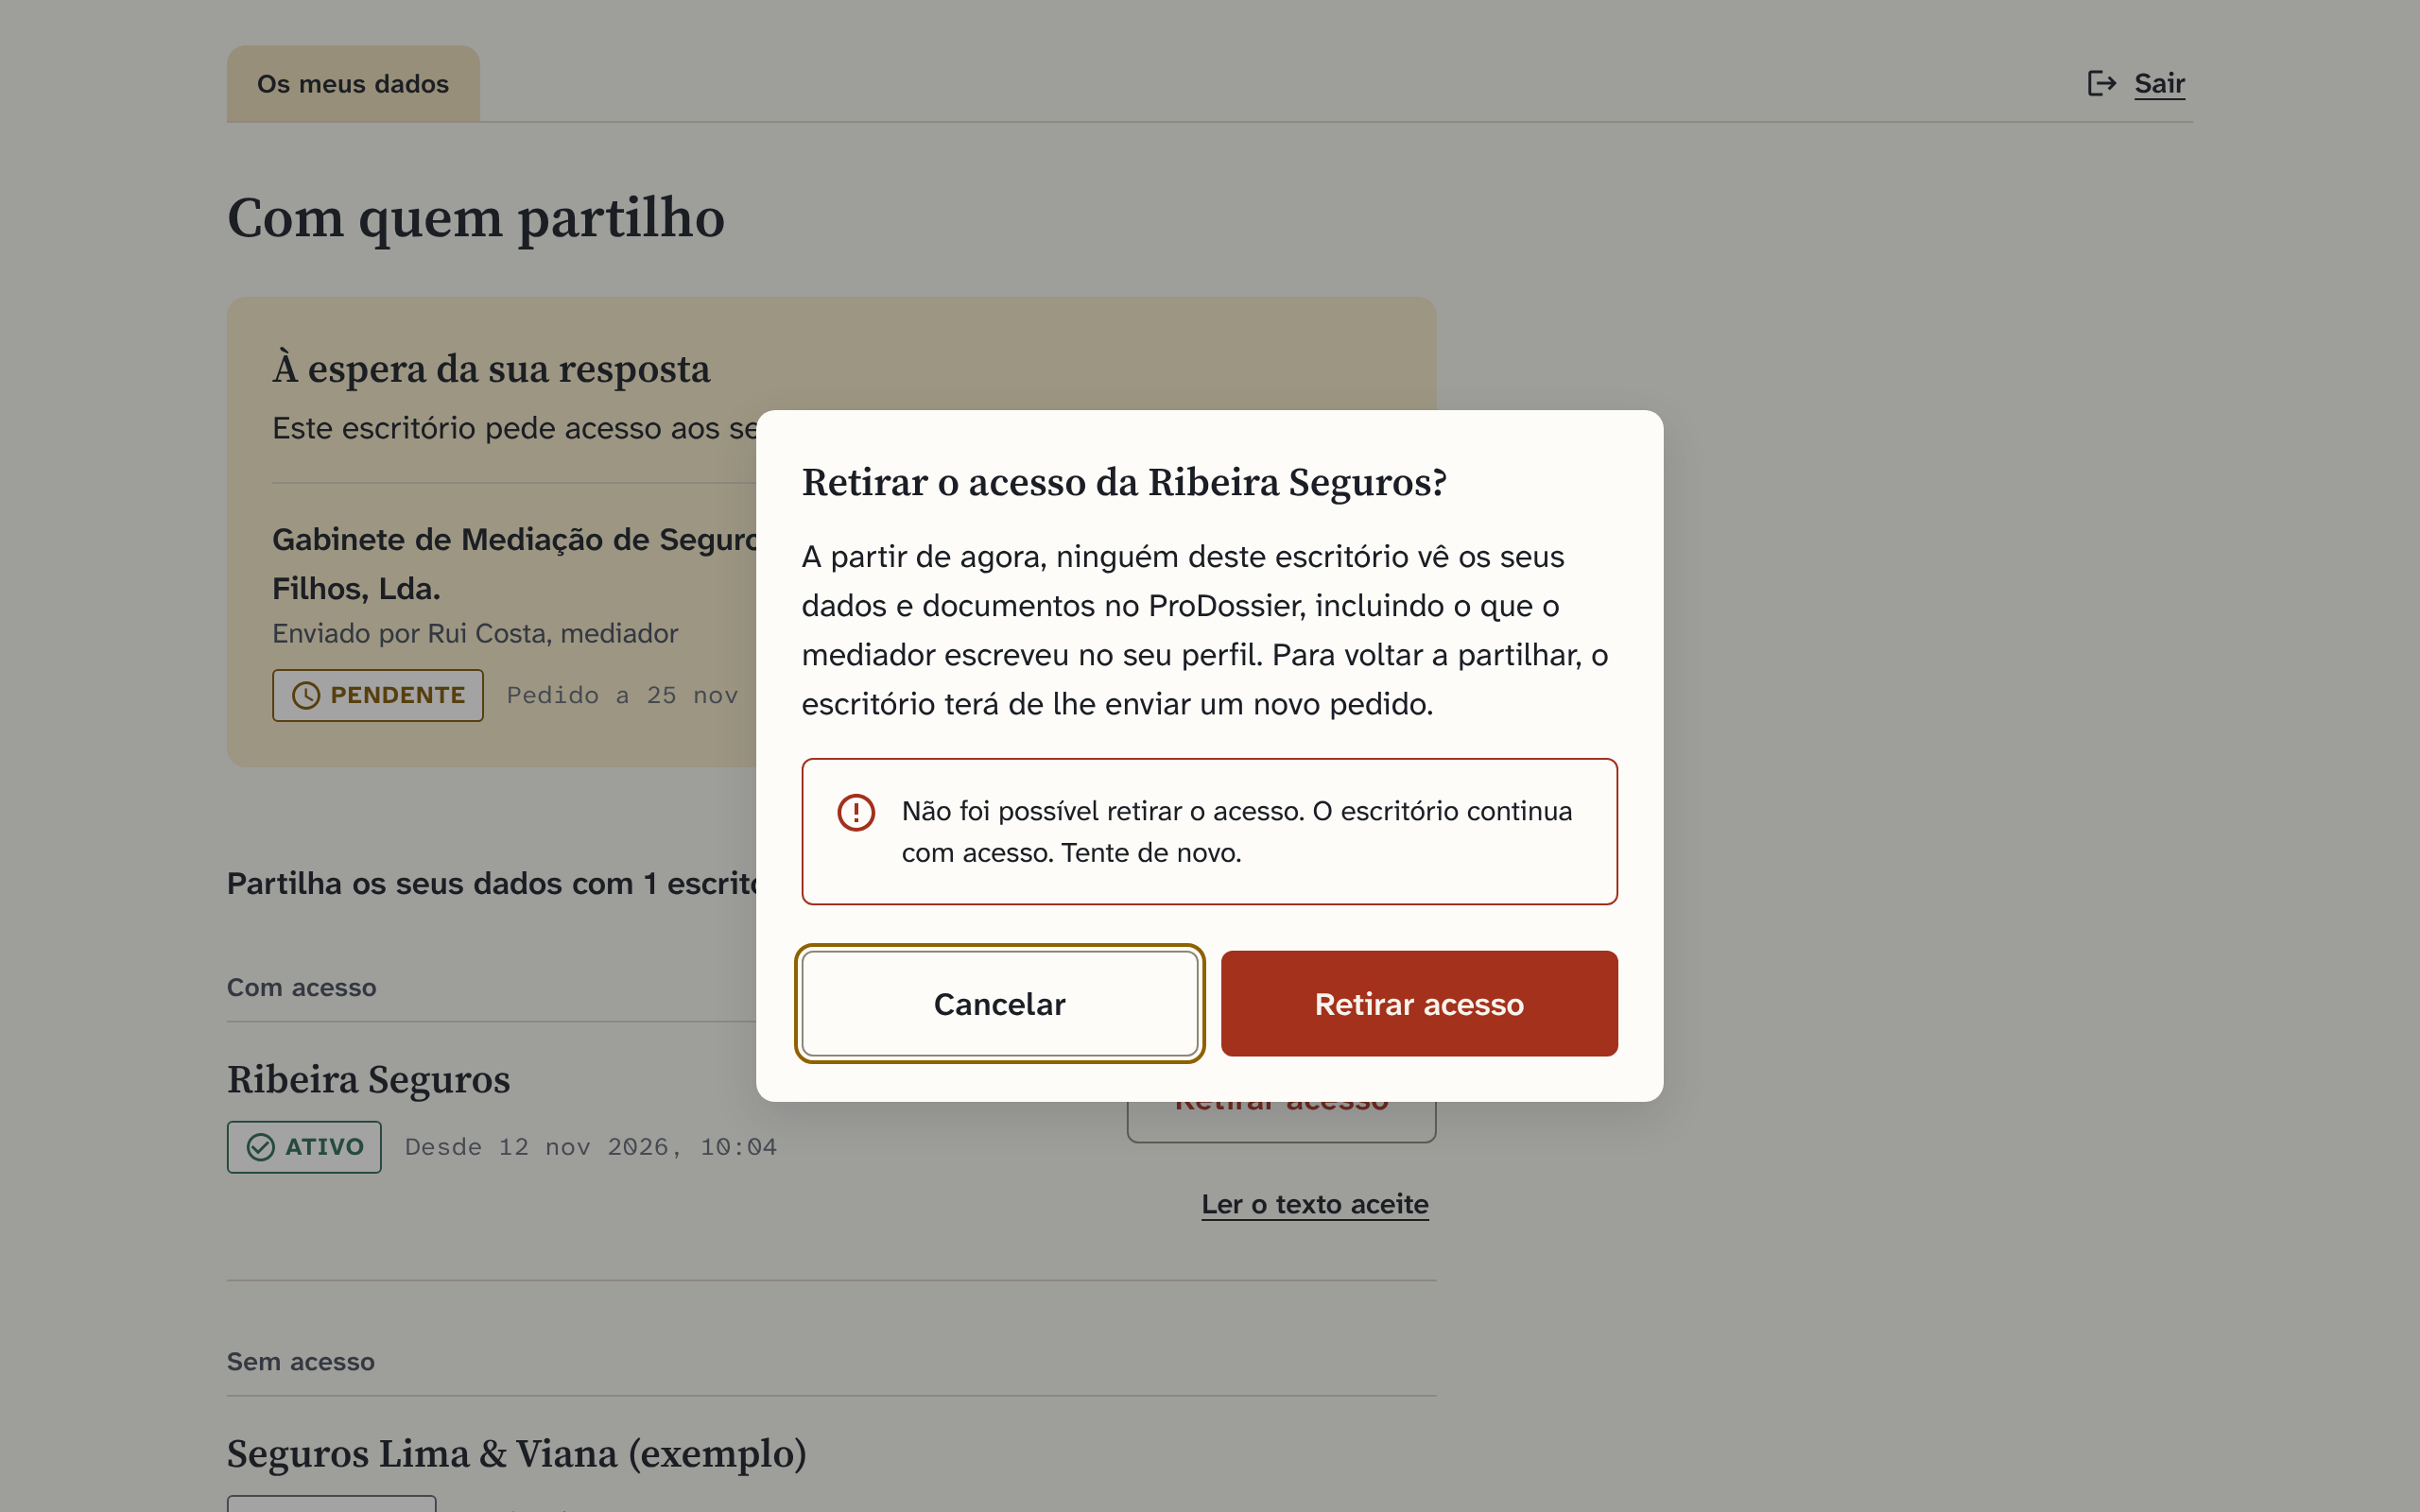 Os meus dados
Sair
Com quem partilho
À espera da sua resposta
Este escritório pede acesso aos
Gabinete de Mediação de
Filhos, Lda.
Enviado por Rui Costa, mediador
PENDENTE
Pedido a 25 nov
Retirar o acesso da Ribeira Seguros?
A partir de agora, ninguém deste escritório vê os seus
dados e documentos no ProDossier, incluindo o que o
mediador escreveu no seu perfil. Para voltar a partilhar, o
escritório terá de lhe enviar um novo pedido.
Não foi possível retirar o acesso. O escritório continua
com acesso. Tente de novo.
Cancelar
Retirar acesso
Partilha os seus dados com 1
Com acesso
Ribeira Seguros
ATIVO
Desde 12 nov 2026, 10:04
Retirar acesso
Ler o texto aceite
Sem acesso
Seguros Lima & Viana (exemplo)